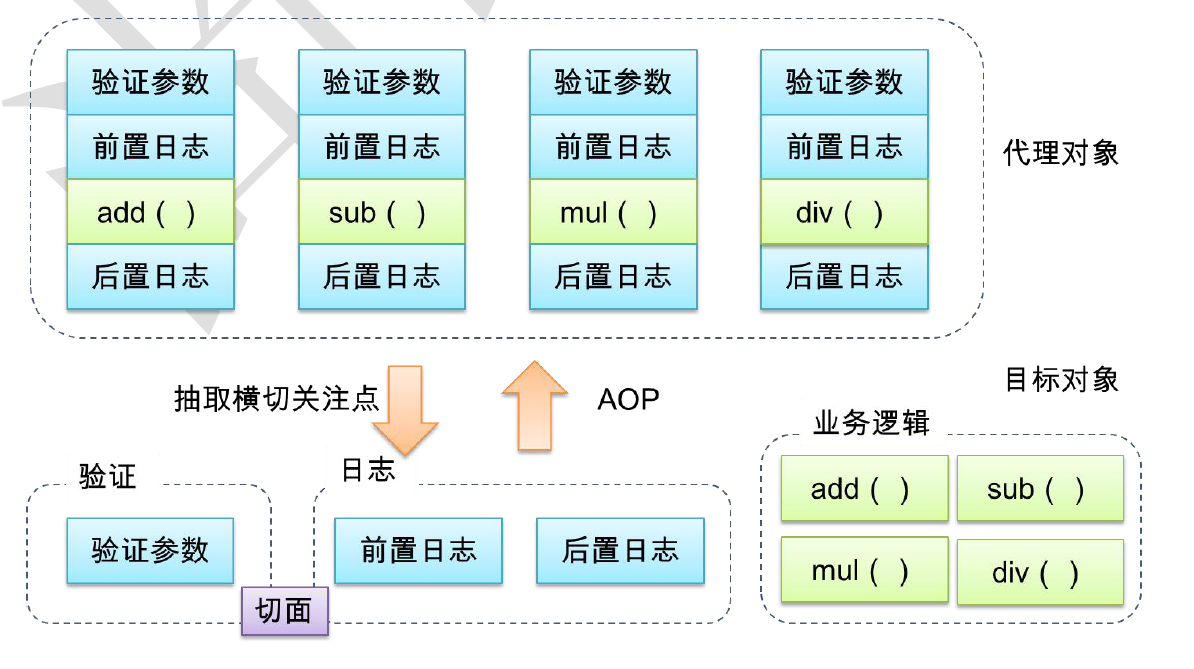 验证参数 验证参数 验证参数 验证参数
前置日志 前置日志 前置日志 前置日志
代理对象
add（ ） sub（ ） mul（ ） div（ ）
后置日志 后置日志 后置日志 后置日志
抽取横切关注点
AOP
目标对象
业务逻辑
验证
日志
add（ ） sub（ ）
验证参数
前置日志 后置日志
mul（ ） div（ ）
切面